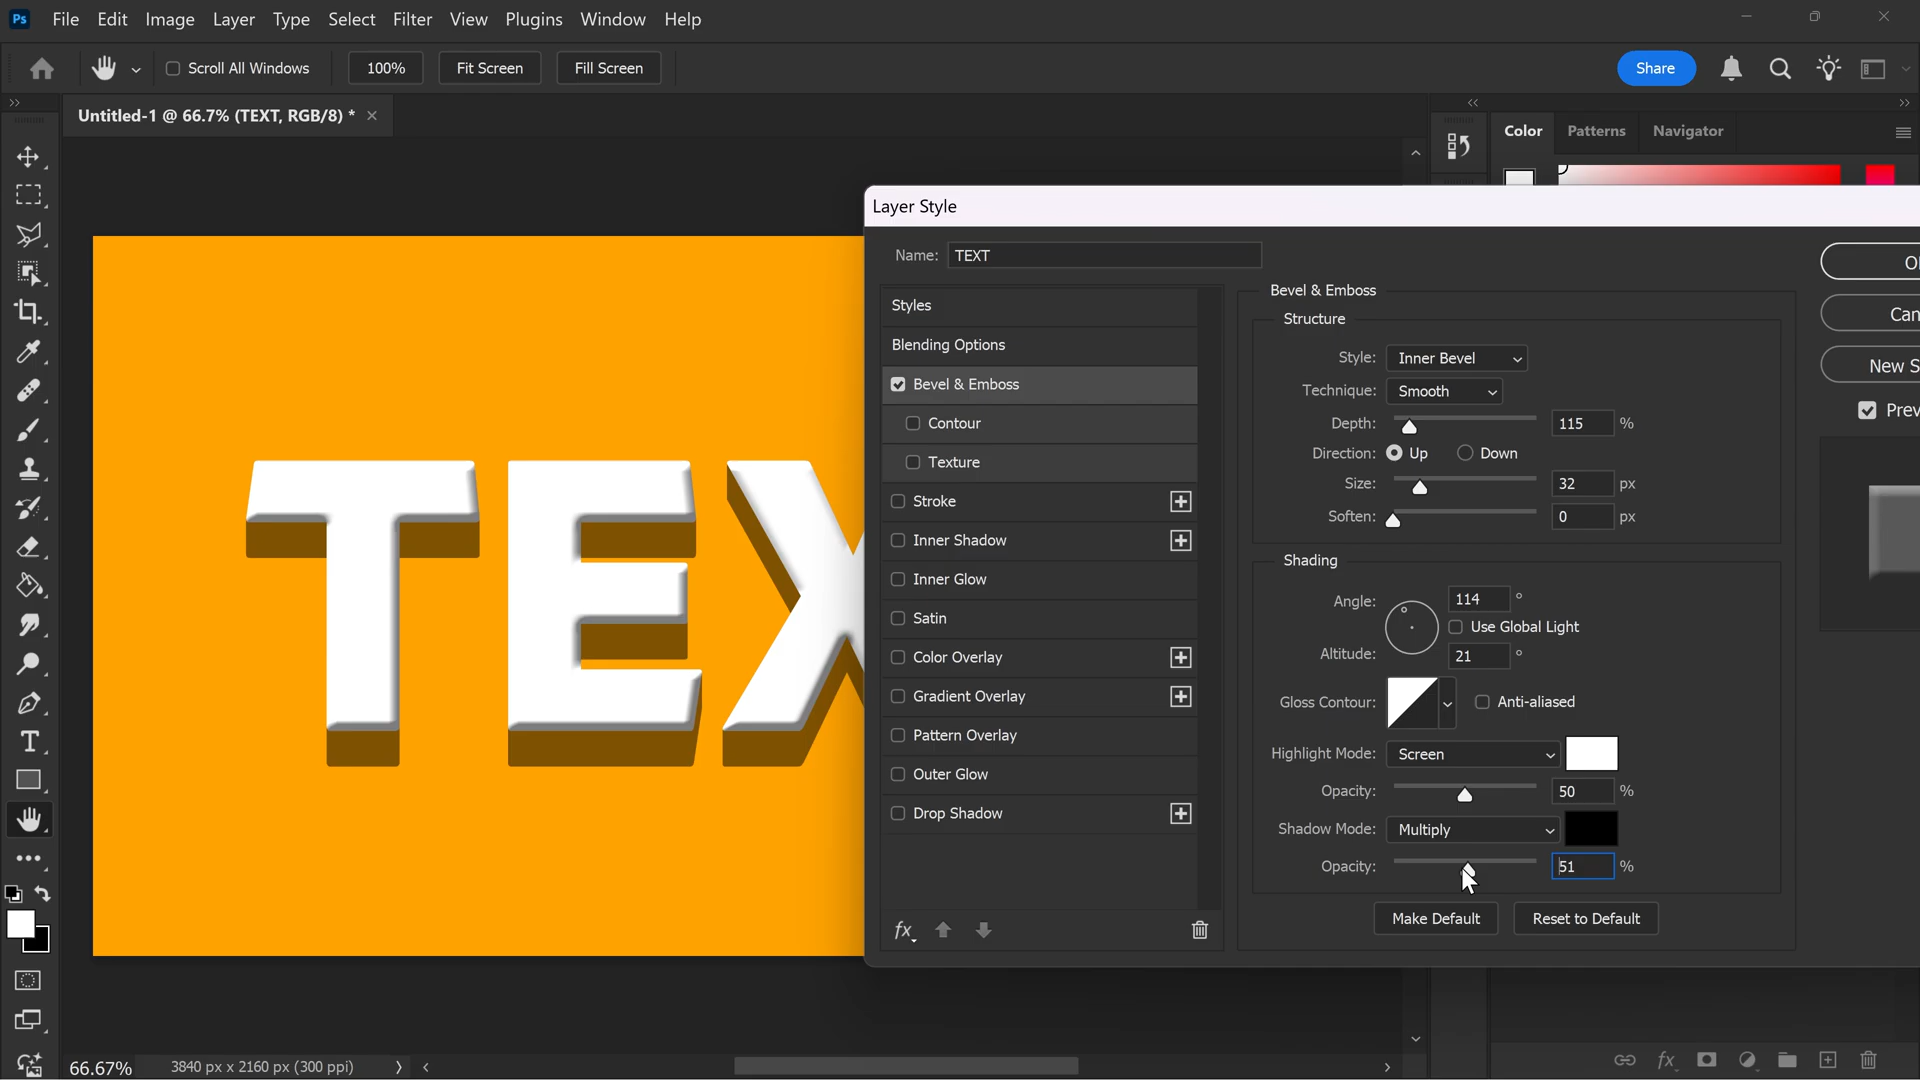 Ps File Edit Image Layer Type Select Filter View Plugins Window Help
Scroll All Windows 100% Fit Screen Fill Screen Share
Untitled-1 @ 66.7% (TEXT, RGB/8) * ×
Color Patterns Navigator
Layer Style
Name: TEXT
Styles
Blending Options
Bevel & Emboss
Contour
Texture
Stroke
Inner Shadow
Inner Glow
Satin
Color Overlay
Gradient Overlay
Pattern Overlay
Outer Glow
Drop Shadow
fx
Bevel & Emboss
Structure
Style: Inner Bevel
Technique: Smooth
Depth: 115 %
Direction: Up Down
Size: 32 px
Soften: 0 px
Shading
Angle: 114 °
Use Global Light
Altitude: 21 °
Gloss Contour: Anti-aliased
Highlight Mode: Screen
Opacity: 50 %
Shadow Mode: Multiply
Opacity: 51 %
Make Default Reset to Default
O
Can
New S
Prev
TEX
66.67% 3840 px x 2160 px (300 ppi)
fx